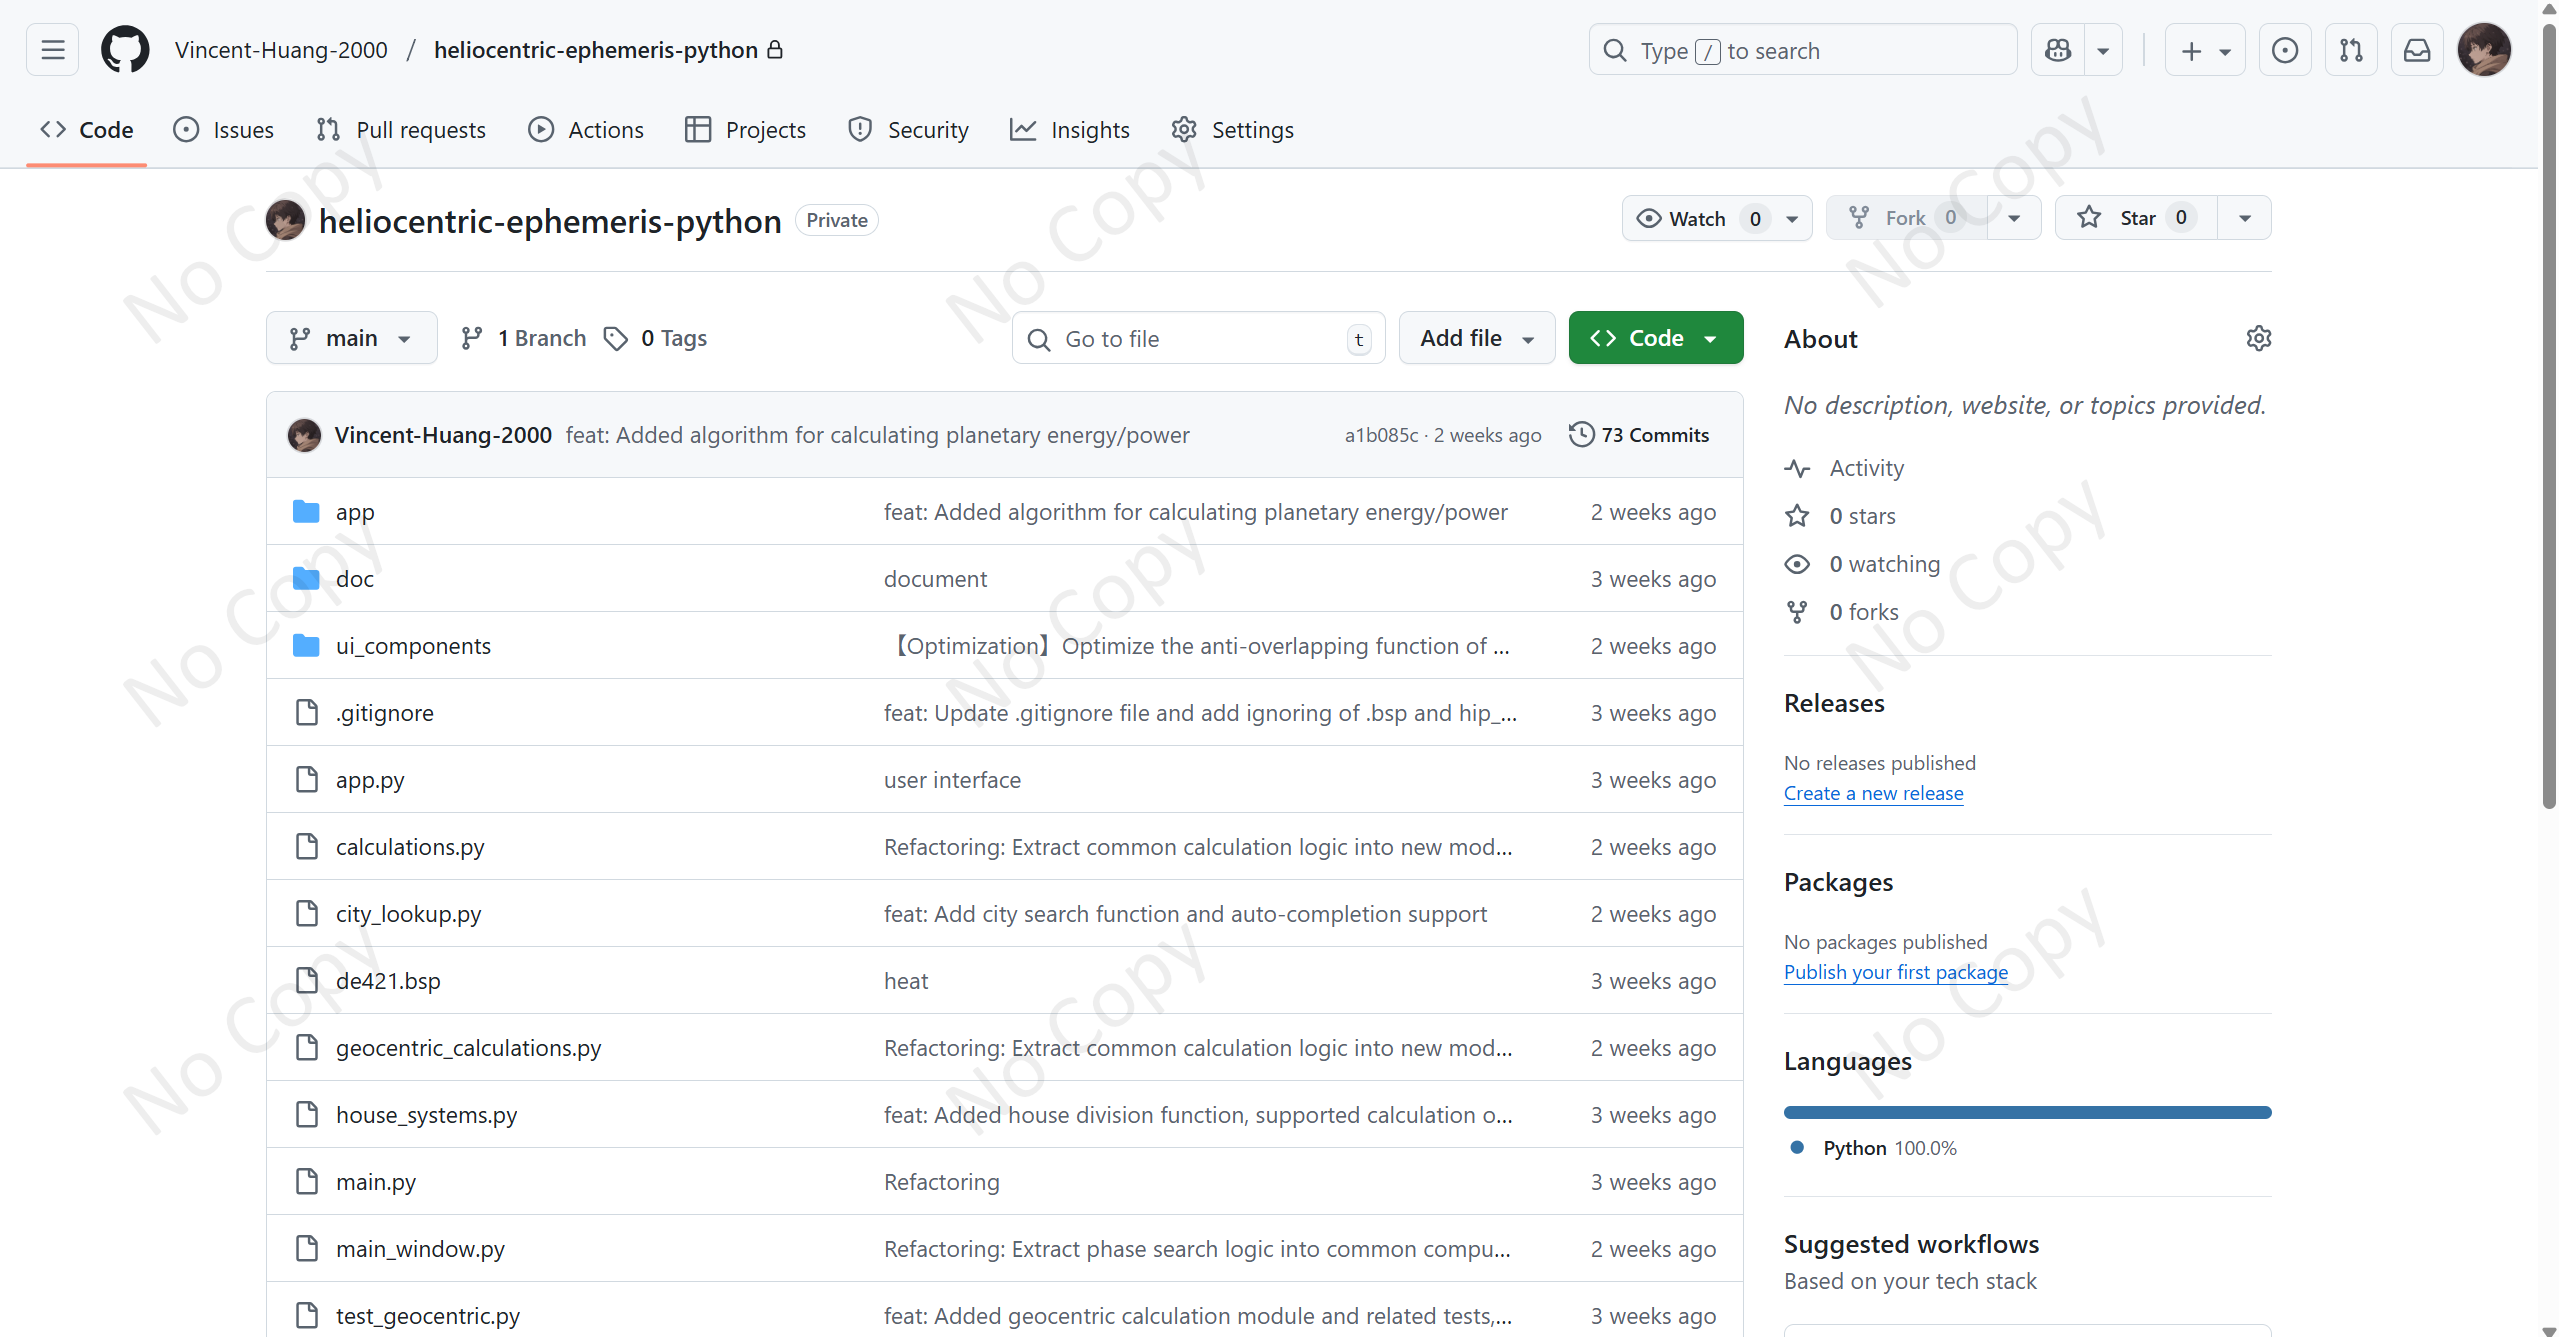 Vincent-Huang-2000 / heliocentric-ephemeris-python
Type / to search
Code Issues Pull requests Actions Projects Security Insights Settings
heliocentric-ephemeris-python Private
Watch 0 Fork 0 Star 0
main 1 Branch 0 Tags
Go to file t Add file Code
Vincent-Huang-2000 feat: Added algorithm for calculating planetary energy/power a1b085c · 2 weeks ago 73 Commits
app feat: Added algorithm for calculating planetary energy/power 2 weeks ago
doc document 3 weeks ago
ui_components 【Optimization】Optimize the anti-overlapping function of ... 2 weeks ago
.gitignore feat: Update .gitignore file and add ignoring of .bsp and hip_... 3 weeks ago
app.py user interface 3 weeks ago
calculations.py Refactoring: Extract common calculation logic into new mod... 2 weeks ago
city_lookup.py feat: Add city search function and auto-completion support 2 weeks ago
de421.bsp heat 3 weeks ago
geocentric_calculations.py Refactoring: Extract common calculation logic into new mod... 2 weeks ago
house_systems.py feat: Added house division function, supported calculation o... 3 weeks ago
main.py Refactoring 3 weeks ago
main_window.py Refactoring: Extract phase search logic into common compu... 2 weeks ago
test_geocentric.py feat: Added geocentric calculation module and related tests,... 3 weeks ago
About
No description, website, or topics provided.
Activity
0 stars
0 watching
0 forks
Releases
No releases published
Create a new release
Packages
No packages published
Publish your first package
Languages
Python 100.0%
Suggested workflows
Based on your tech stack
No Copy
No Copy
No Copy
No Copy
No Copy
No Copy
No Copy
No Copy
No Copy